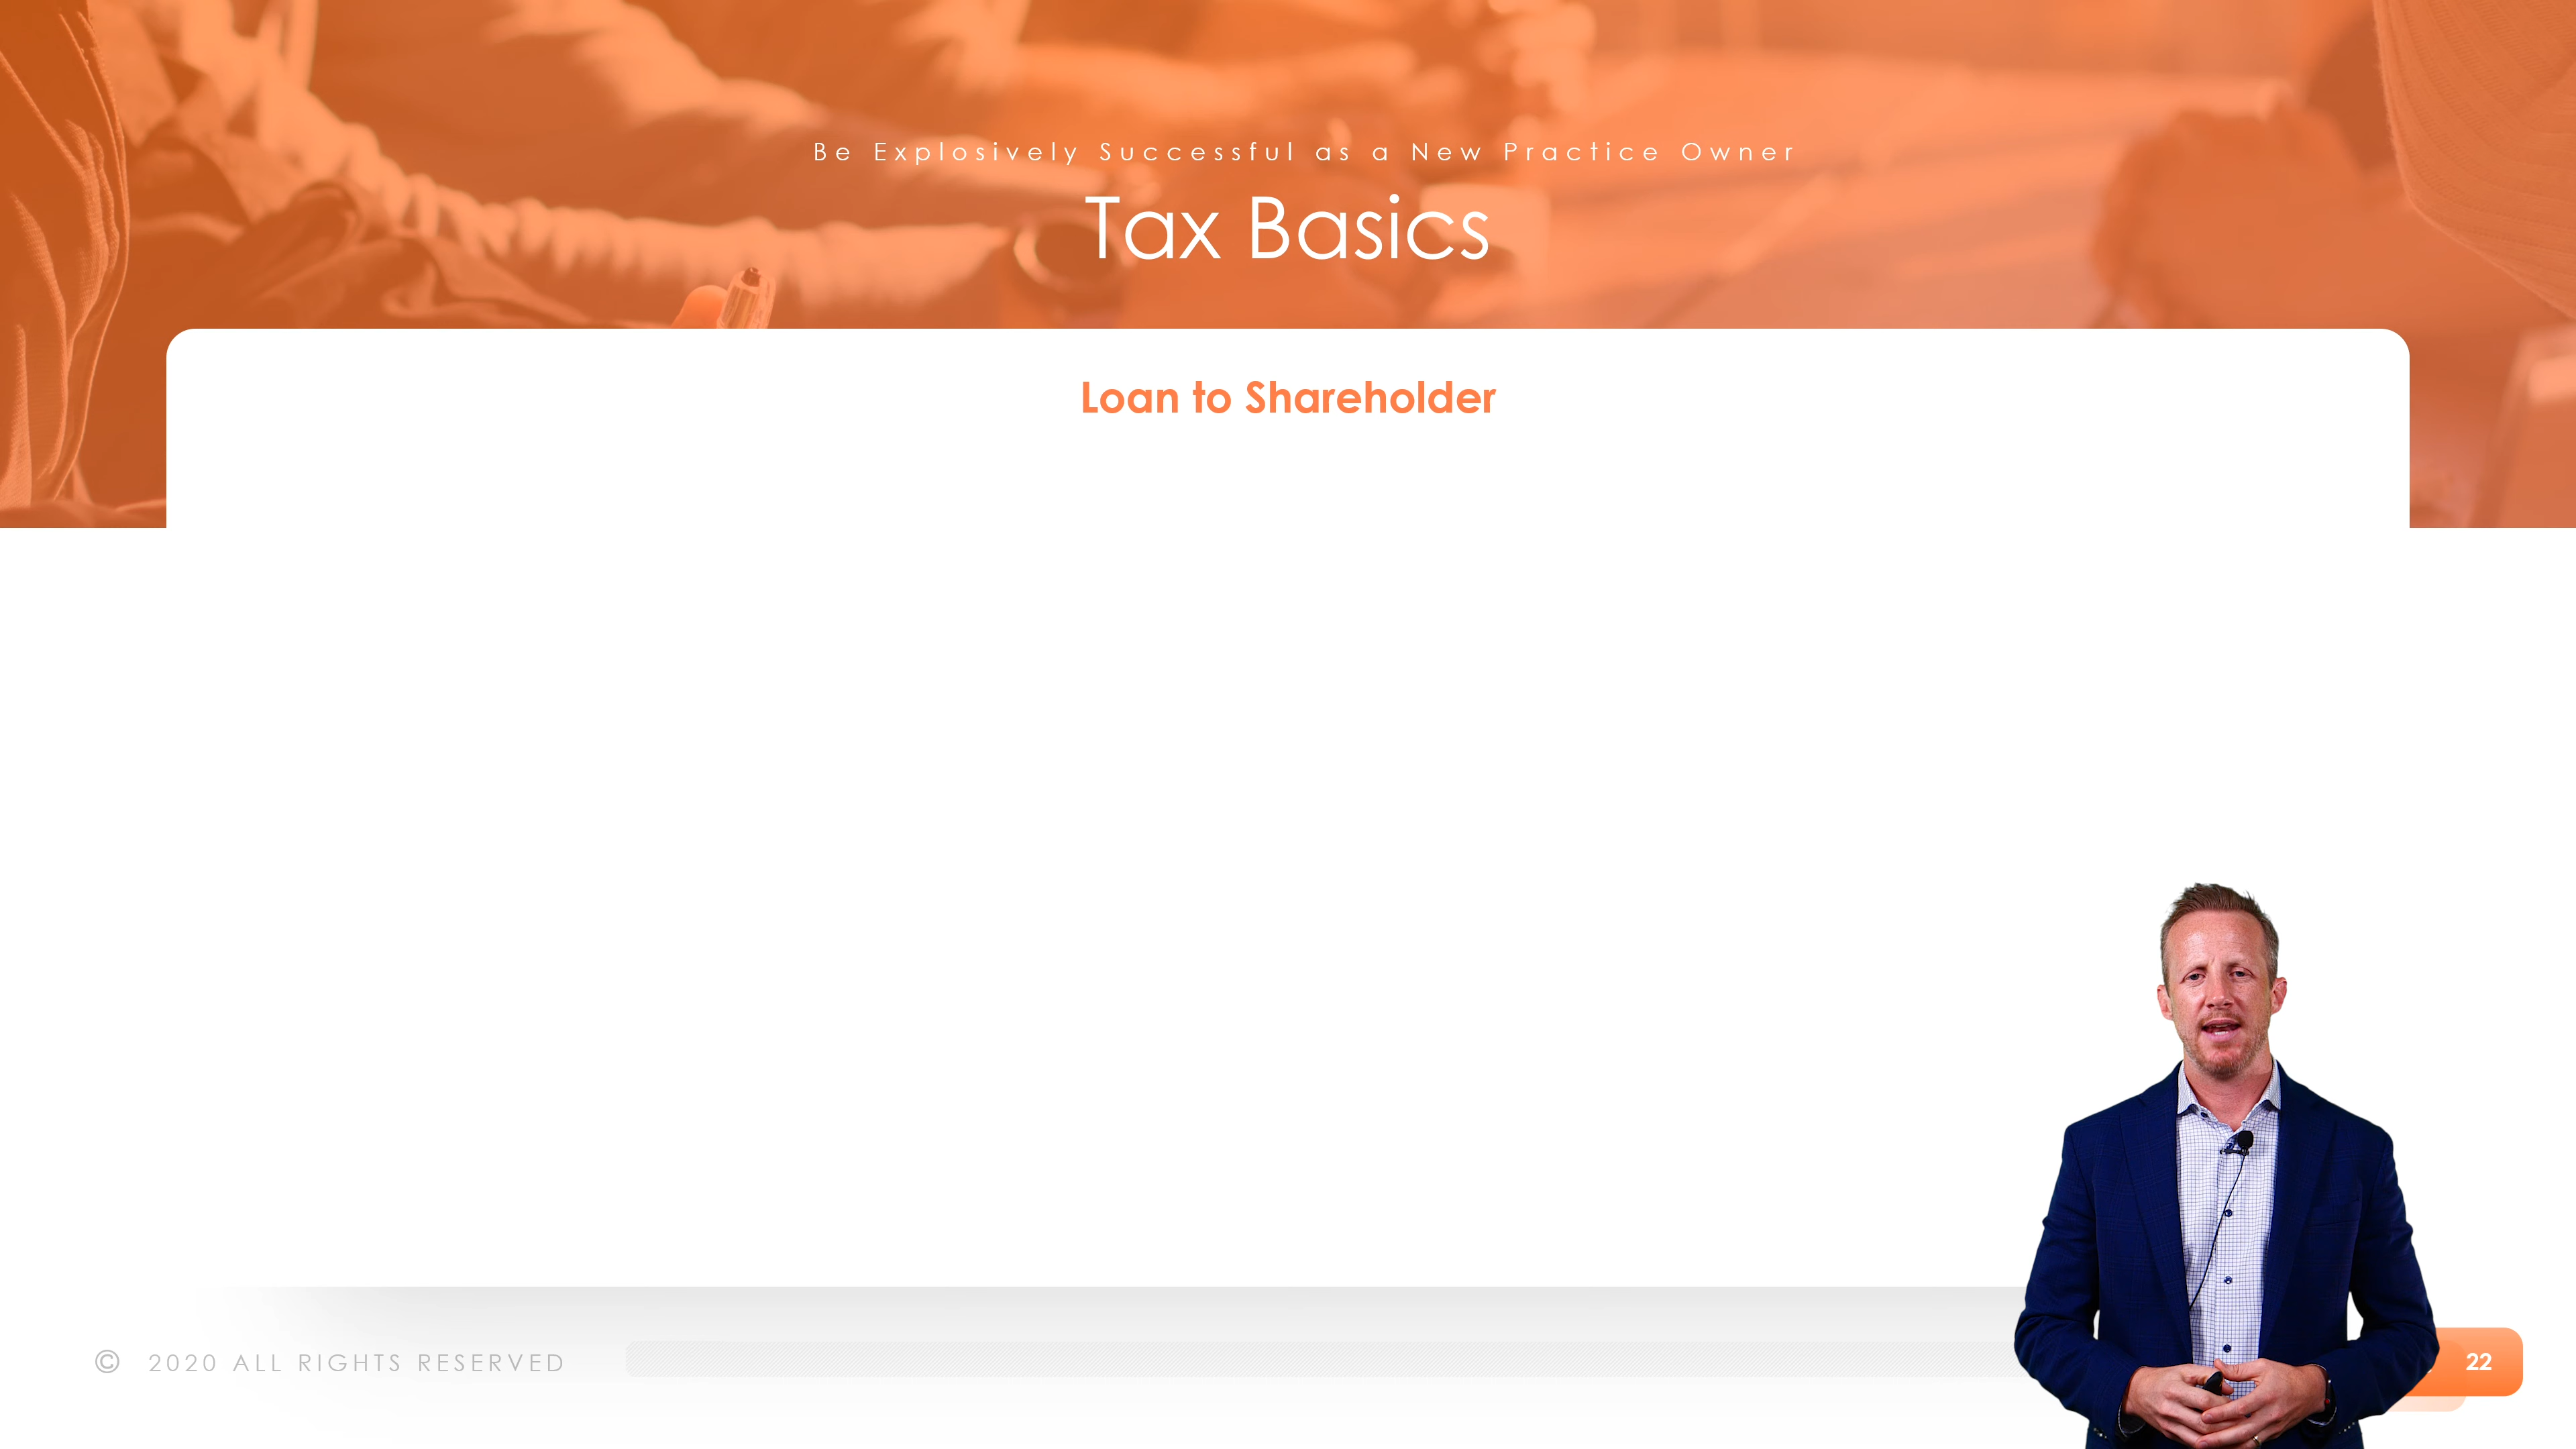 Be Explosively Successful as a New Practice Owner
Tax Basics
Loan to Shareholder
© 2020 ALL RIGHTS RESERVED
22